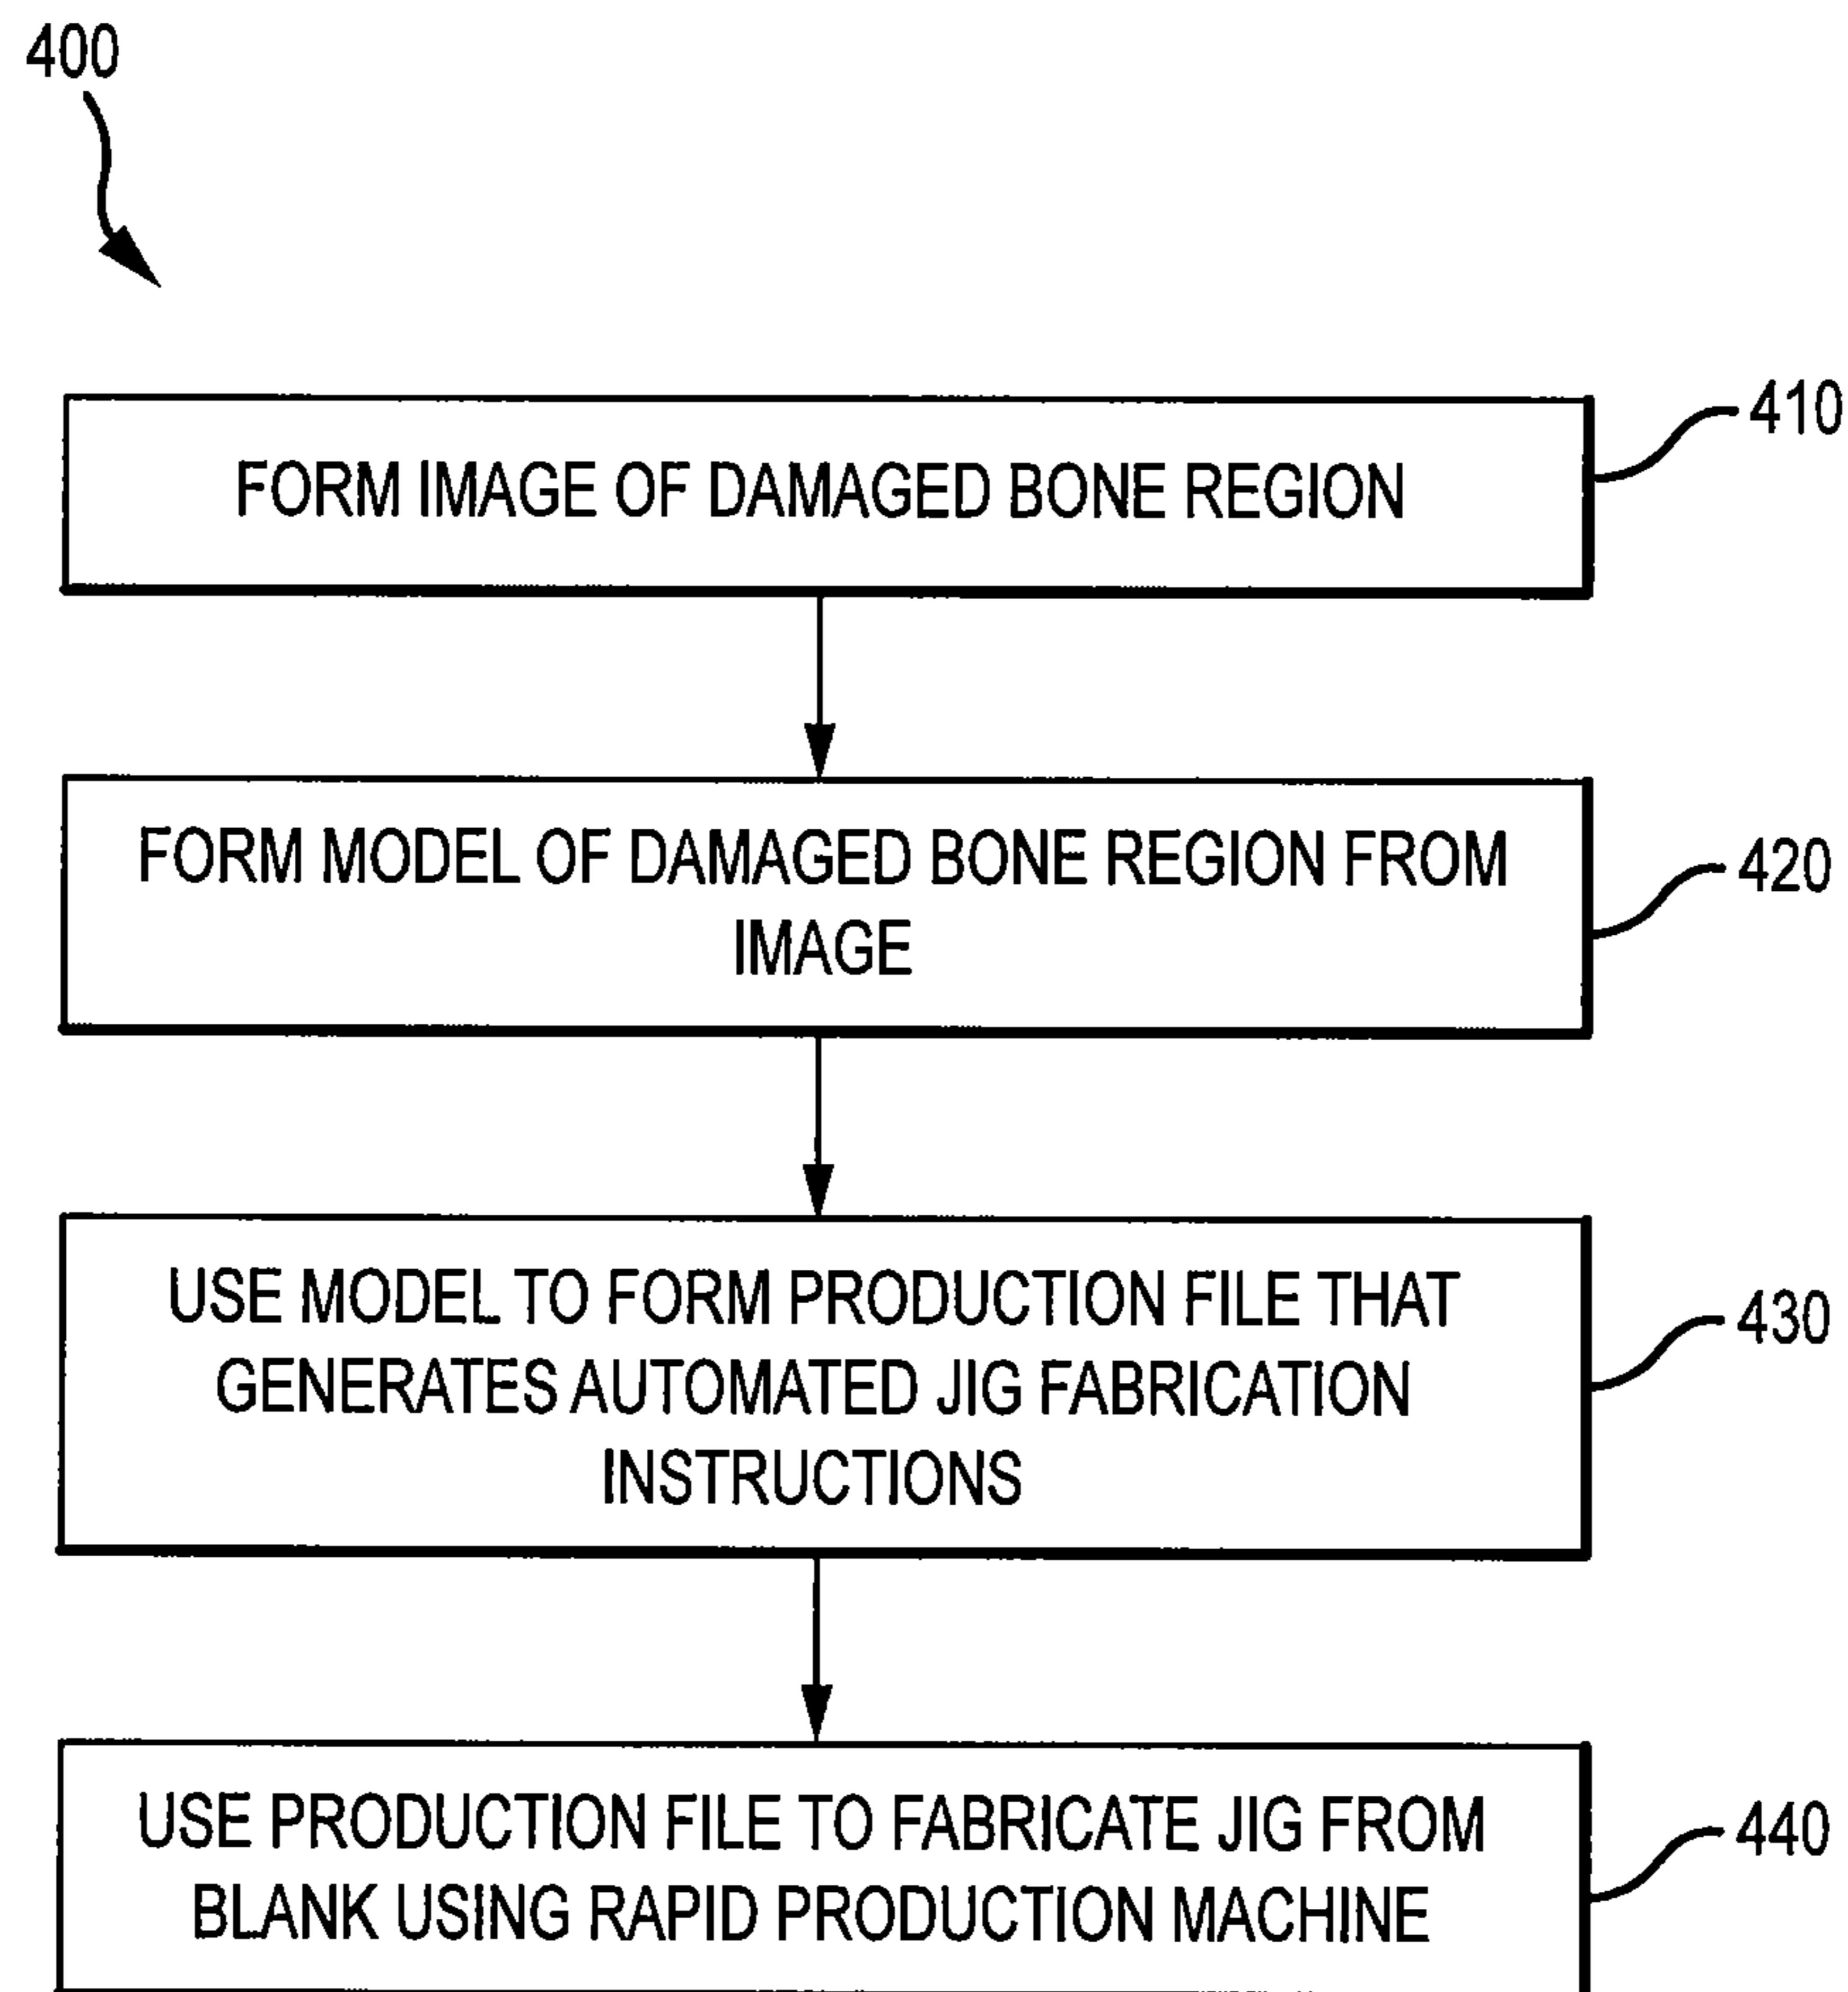 400
FORM IMAGE OF DAMAGED BONE REGION
410
FORM MODEL OF DAMAGED BONE REGION FROM
IMAGE
420
USE MODEL TO FORM PRODUCTION FILE THAT
GENERATES AUTOMATED JIG FABRICATION
INSTRUCTIONS
430
USE PRODUCTION FILE TO FABRICATE JIG FROM
BLANK USING RAPID PRODUCTION MACHINE
440